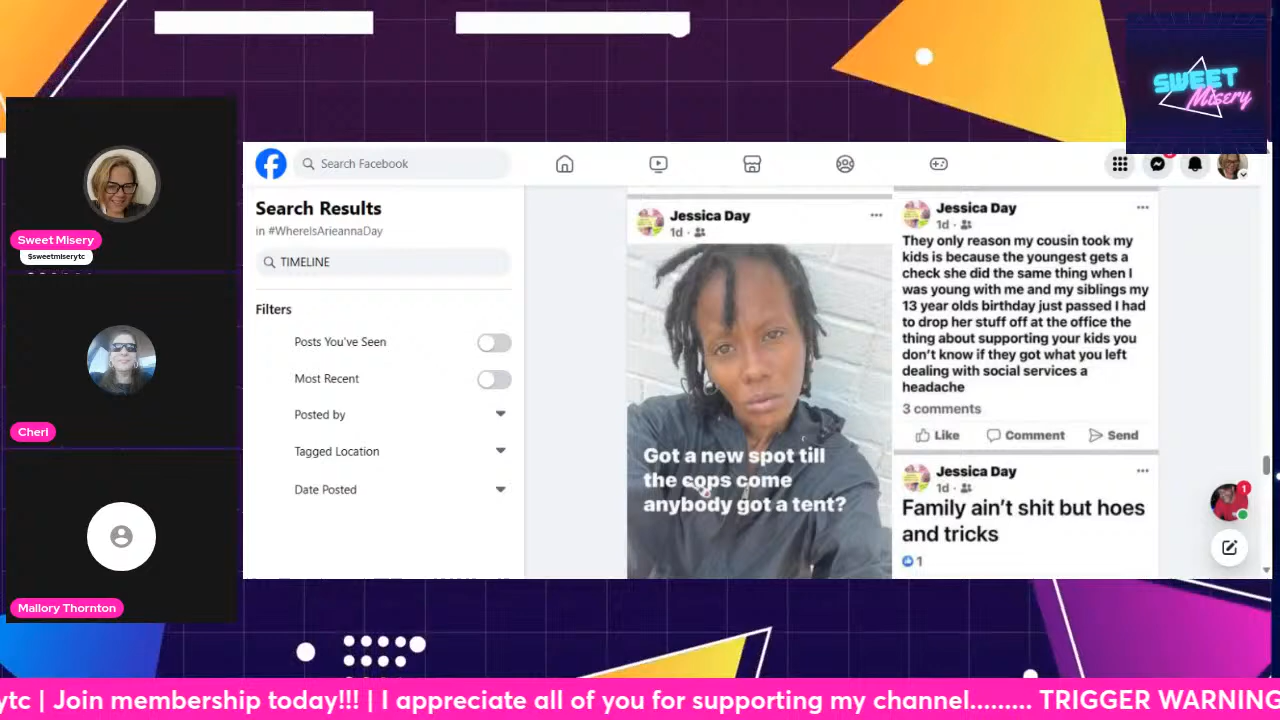 SWEET
Misery
Sweet Misery
$sweetmiserytc
Cherl
Mallory Thornton
Search Facebook
Search Results
in #WhereIsArieannaDay
TIMELINE
Filters
Posts You've Seen
Most Recent
Posted by
Tagged Location
Date Posted
Jessica Day
1d
Got a new spot till
the cops come
anybody got a tent?
Jessica Day
1d
They only reason my cousin took my
kids is because the youngest gets a
check she did the same thing when I
was young with me and my siblings my
13 year olds birthday just passed I had
to drop her stuff off at the office the
thing about supporting your kids you
don't know if they got what you left
dealing with social services a
headache
3 comments
Like Comment Send
Jessica Day
1d
Family ain't shit but hoes
and tricks
1
1
ytc | Join membership today!!! | I appreciate all of you for supporting my channel......... TRIGGER WARNING